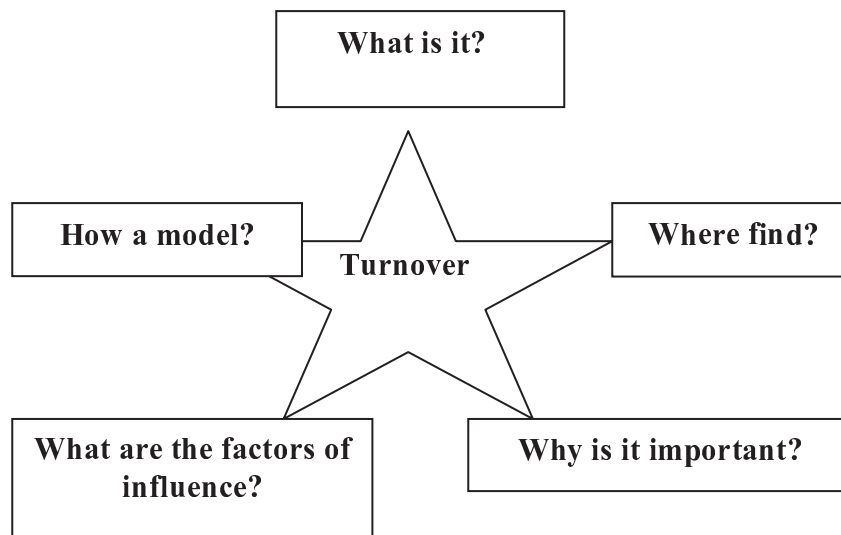 What is it?
How a model?
Where find?
Turnover
What are the factors of
influence?
Why is it important?